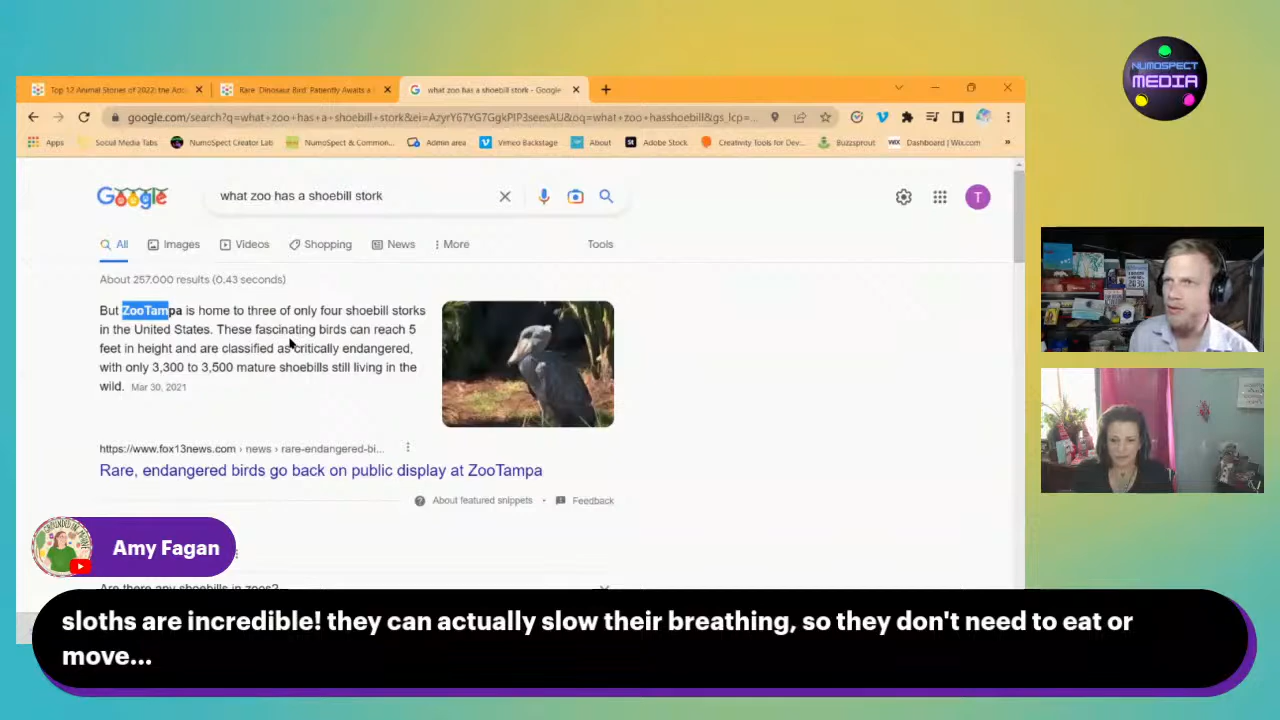 NUMOSPECT
MEDIA
Top 12 Animal Stories of 2022: the Ado
Rare 'Dinosaur Bird' Patiently Awaits a
what zoo has a shoebill stork - Google
google.com/search?q=what+zoo+has+a+shoebill+stork&ei=AzyrY67YG7GgkPIP3seesAU&oq=what+zoo+hasshoebill&gs_lcp=...
Apps Social Media Tabs NumoSpect Creator Lab NumoSpect & Common... Admin area Vimeo Backstage About Adobe Stock Creativity Tools for Dev... Buzzsprout Dashboard | Wix.com »
Google
what zoo has a shoebill stork
T
All Images Videos Shopping News More Tools
About 257,000 results (0.43 seconds)
But ZooTampa is home to three of only four shoebill storks
in the United States. These fascinating birds can reach 5
feet in height and are classified as critically endangered,
with only 3,300 to 3,500 mature shoebills still living in the
wild. Mar 30, 2021
https://www.fox13news.com › news › rare-endangered-bi...
Rare, endangered birds go back on public display at ZooTampa
About featured snippets • Feedback
Are there any shoebills in zoos?
Amy Fagan
sloths are incredible! they can actually slow their breathing, so they don't need to eat or
move...